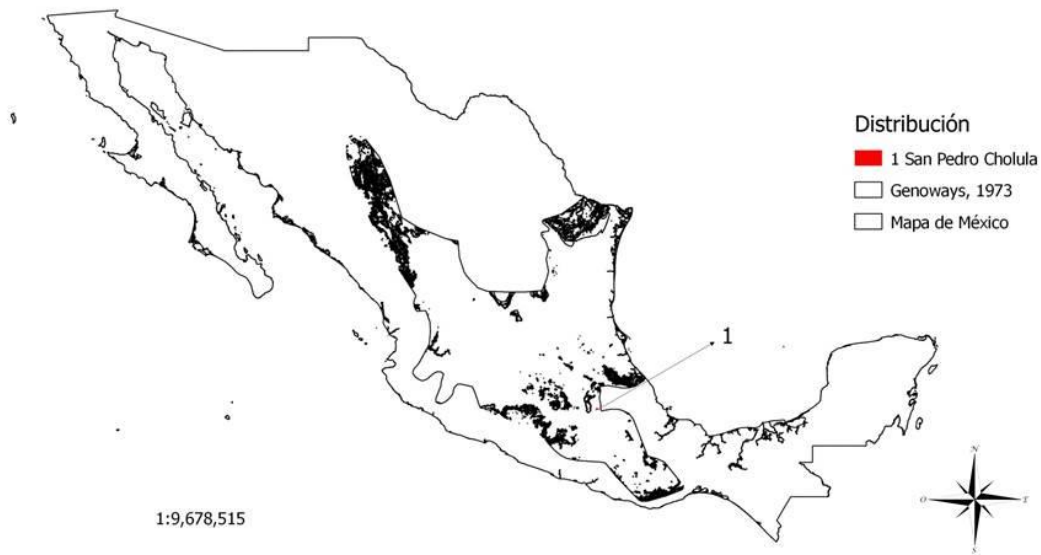 Distribución
1 San Pedro Cholula
Genoways, 1973
Mapa de México
1
N
O
E
S
1:9,678,515